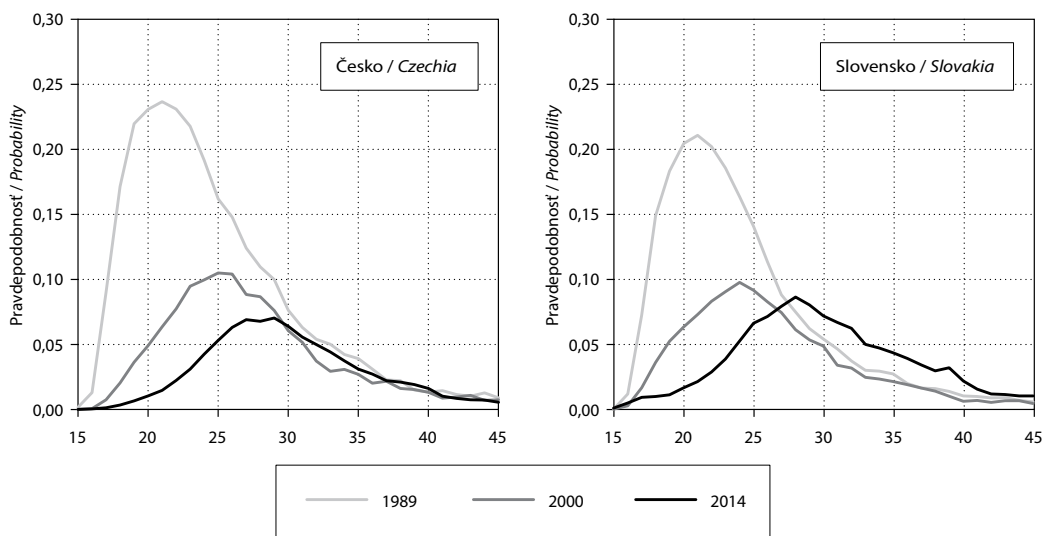 Pravdepodobnosť / Probability
0,30
0,25
0,20
0,15
0,10
0,05
0,00
Česko / Czechia
15 20 25 30 35 40 45
Pravdepodobnosť / Probability
0,30
0,25
0,20
0,15
0,10
0,05
0,00
Slovensko / Slovakia
15 20 25 30 35 40 45
1989 2000 2014